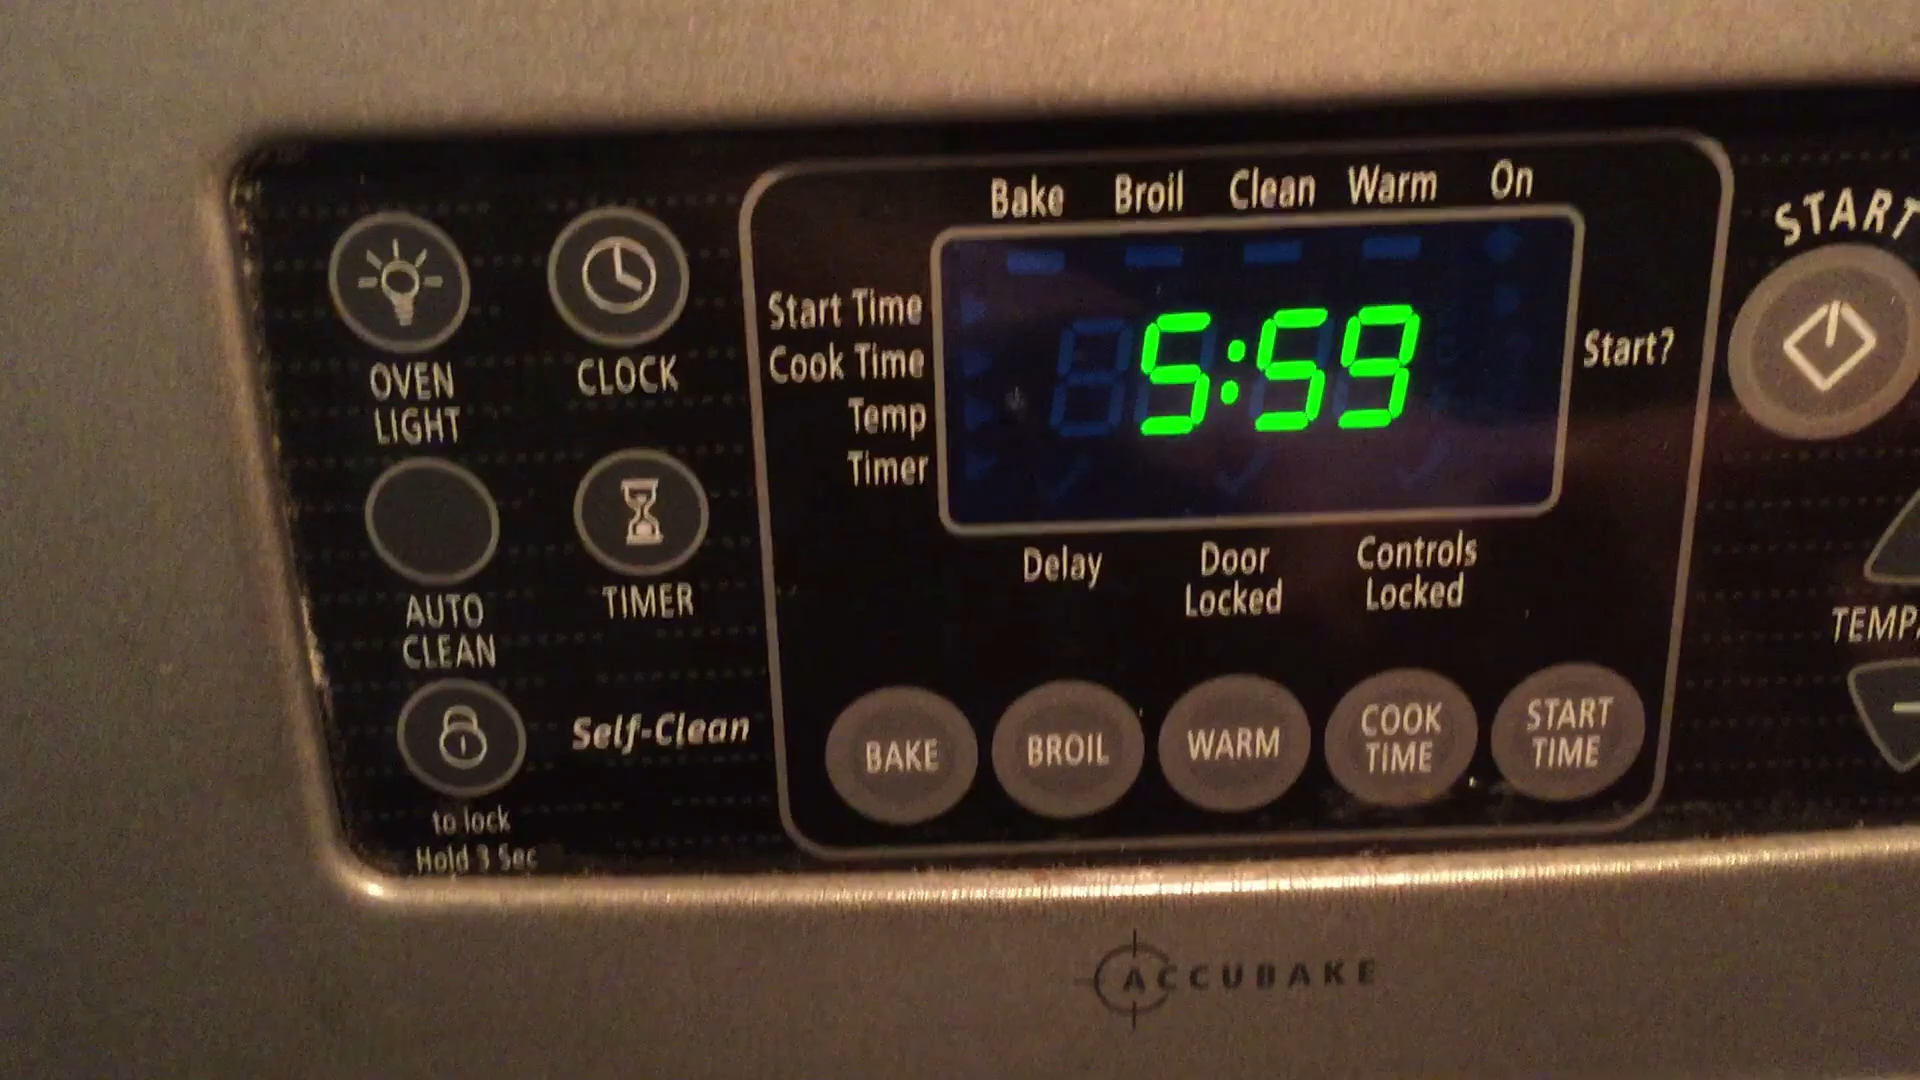 Bake Broil Clean Warm On
START
Start Time
Cook Time
Temp
Timer
5:59
Start?
OVEN
LIGHT
CLOCK
Delay
Door
Locked
Controls
Locked
AUTO
CLEAN
TIMER
Self-Clean
BAKE
BROIL
WARM
COOK
TIME
START
TIME
to lock
Hold 3 Sec
ACCUBAKE